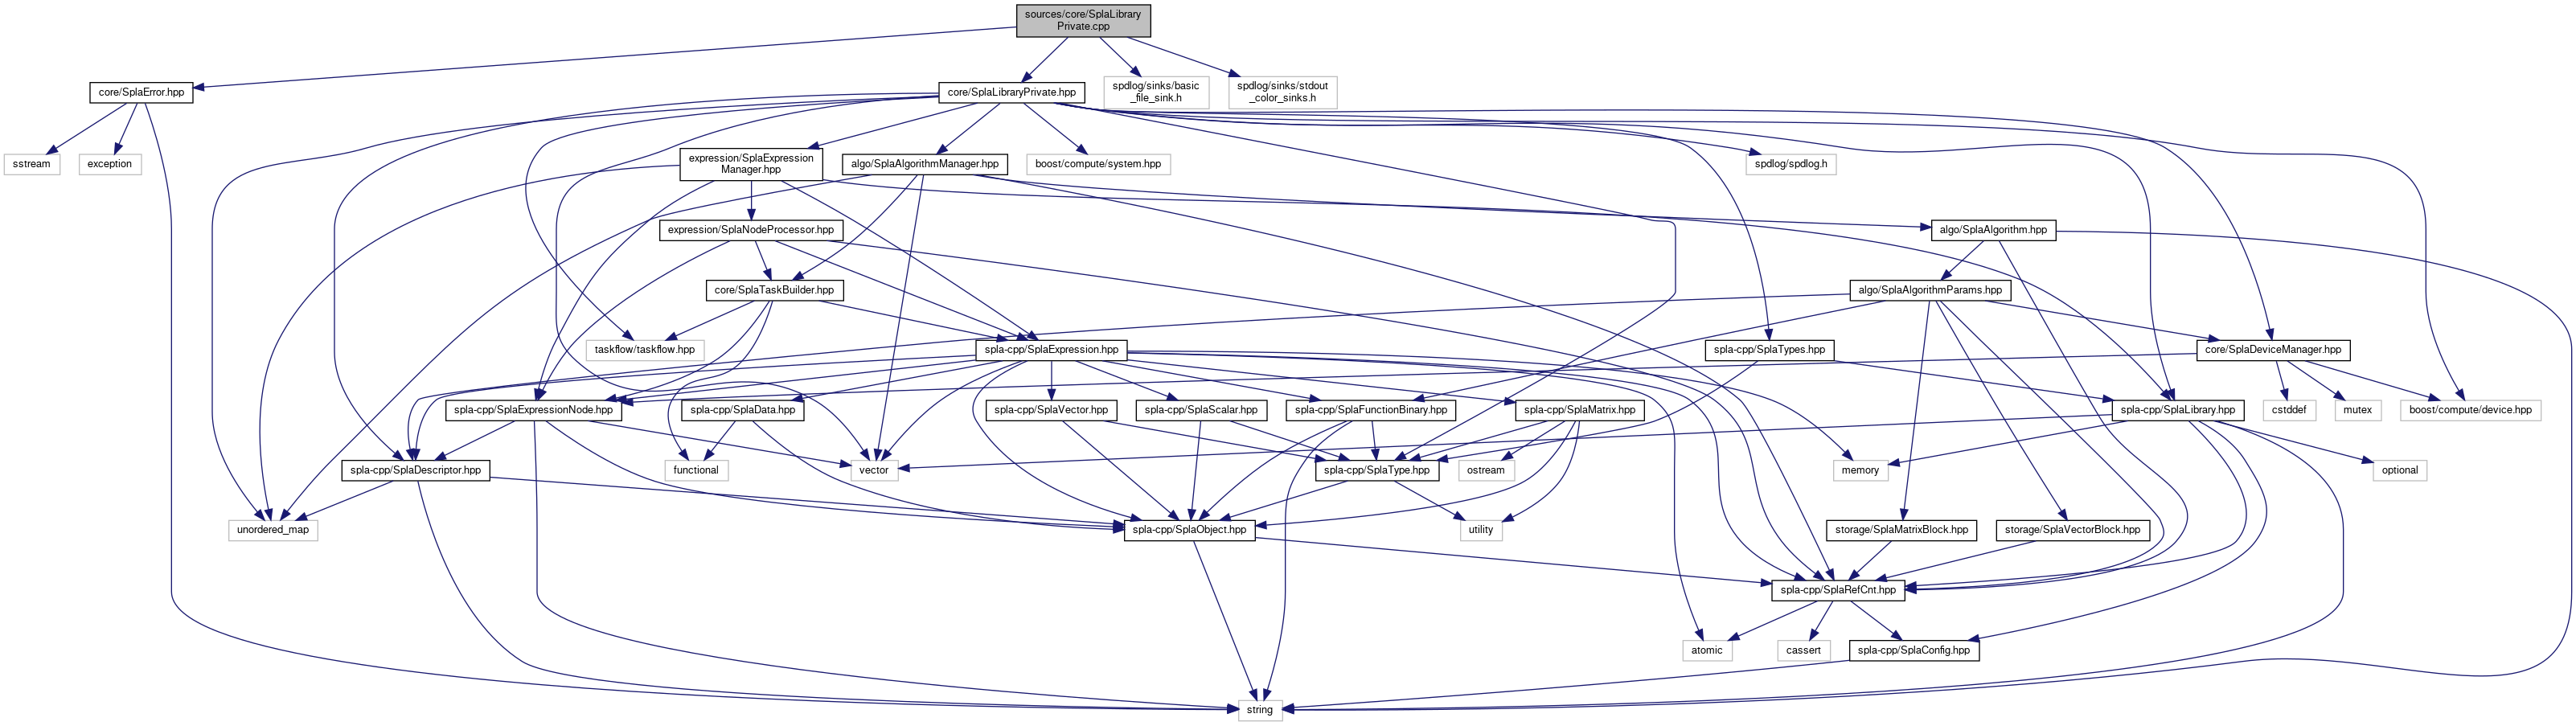 sources/core/SplaLibrary
Private.cpp
core/SplaError.hpp
core/SplaLibraryPrivate.hpp
spdlog/sinks/basic
_file_sink.h
spdlog/sinks/stdout
_color_sinks.h
sstream
exception
expression/SplaExpression
Manager.hpp
algo/SplaAlgorithmManager.hpp
boost/compute/system.hpp
spdlog/spdlog.h
expression/SplaNodeProcessor.hpp
algo/SplaAlgorithm.hpp
core/SplaTaskBuilder.hpp
algo/SplaAlgorithmParams.hpp
taskflow/taskflow.hpp
spla-cpp/SplaExpression.hpp
spla-cpp/SplaTypes.hpp
core/SplaDeviceManager.hpp
spla-cpp/SplaExpressionNode.hpp
spla-cpp/SplaData.hpp
spla-cpp/SplaVector.hpp
spla-cpp/SplaScalar.hpp
spla-cpp/SplaFunctionBinary.hpp
spla-cpp/SplaMatrix.hpp
spla-cpp/SplaLibrary.hpp
cstddef
mutex
boost/compute/device.hpp
spla-cpp/SplaDescriptor.hpp
functional
vector
spla-cpp/SplaType.hpp
ostream
memory
optional
unordered_map
spla-cpp/SplaObject.hpp
utility
storage/SplaMatrixBlock.hpp
storage/SplaVectorBlock.hpp
spla-cpp/SplaRefCnt.hpp
atomic
cassert
spla-cpp/SplaConfig.hpp
string